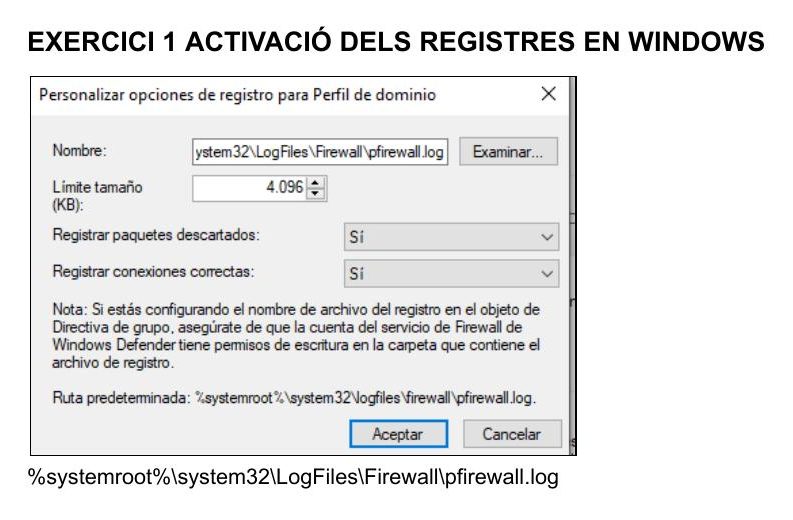 EXERCICI 1 ACTIVACIÓ DELS REGISTRES EN WINDOWS
Personalizar opciones de registro para Perfil de dominio
Nombre:
ystem32\LogFiles\Firewall\pfirewall.log
Examinar...
Límite tamaño
(KB):
4.096
Registrar paquetes descartados:
Sí
Registrar conexiones correctas:
Sí
Nota: Si estás configurando el nombre de archivo del registro en el objeto de
Directiva de grupo, asegúrate de que la cuenta del servicio de Firewall de
Windows Defender tiene permisos de escritura en la carpeta que contiene el
archivo de registro.
Ruta predeterminada: %systemroot%\system32\logfiles\firewall\pfirewall.log.
Aceptar
Cancelar
%systemroot%\system32\LogFiles\Firewall\pfirewall.log